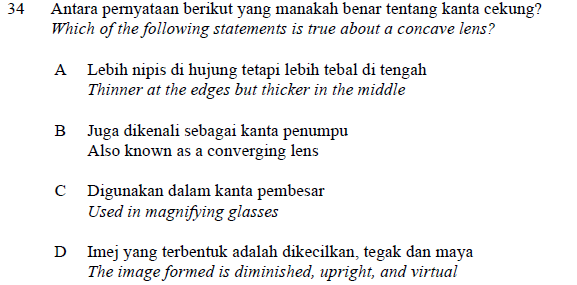 34 Antara pernyataan berikut yang manakah benar tentang kanta cekung?
Which of the following statements is true about a concave lens?
A Lebih nipis di hujung tetapi lebih tebal di tengah
Thinner at the edges but thicker in the middle
B Juga dikenali sebagai kanta penumpu
Also known as a converging lens
C Digunakan dalam kanta pembesar
Used in magnifying glasses
D Imej yang terbentuk adalah dikecilkan, tegak dan maya
The image formed is diminished, upright, and virtual